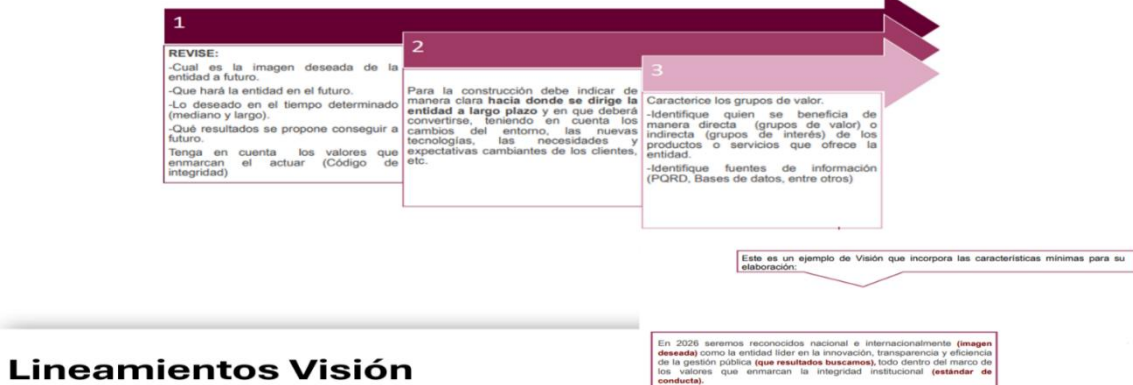 1
REVISE:
-Cual es la imagen deseada de la
entidad a futuro.
-Que hará la entidad en el futuro.
-Lo deseado en el tiempo determinado
(mediano y largo).
-Qué resultados se propone conseguir a
futuro.
Tenga en cuenta los valores que
enmarcan el actuar (Código de
integridad)
2
Para la construcción debe indicar de
manera clara hacia donde se dirige la
entidad a largo plazo y en que deberá
convertirse, teniendo en cuenta los
cambios del entorno, las nuevas
tecnologías, las necesidades y
expectativas cambiantes de los clientes,
etc.
3
Caracterice los grupos de valor.
-Identifique quien se beneficia de
manera directa (grupos de valor) o
indirecta (grupos de interés) de los
productos o servicios que ofrece la
entidad.
-Identifique fuentes de información
(PQRD, Bases de datos, entre otros)
Este es un ejemplo de Visión que incorpora las características mínimas para su
elaboración:
En 2026 seremos reconocidos nacional e internacionalmente (imagen
deseada) como la entidad líder en la innovación, transparencia y eficiencia
de la gestión pública (que resultados buscamos), todo dentro del marco de
los valores que enmarcan la integridad institucional (estándar de
conducta).
Lineamientos Visión